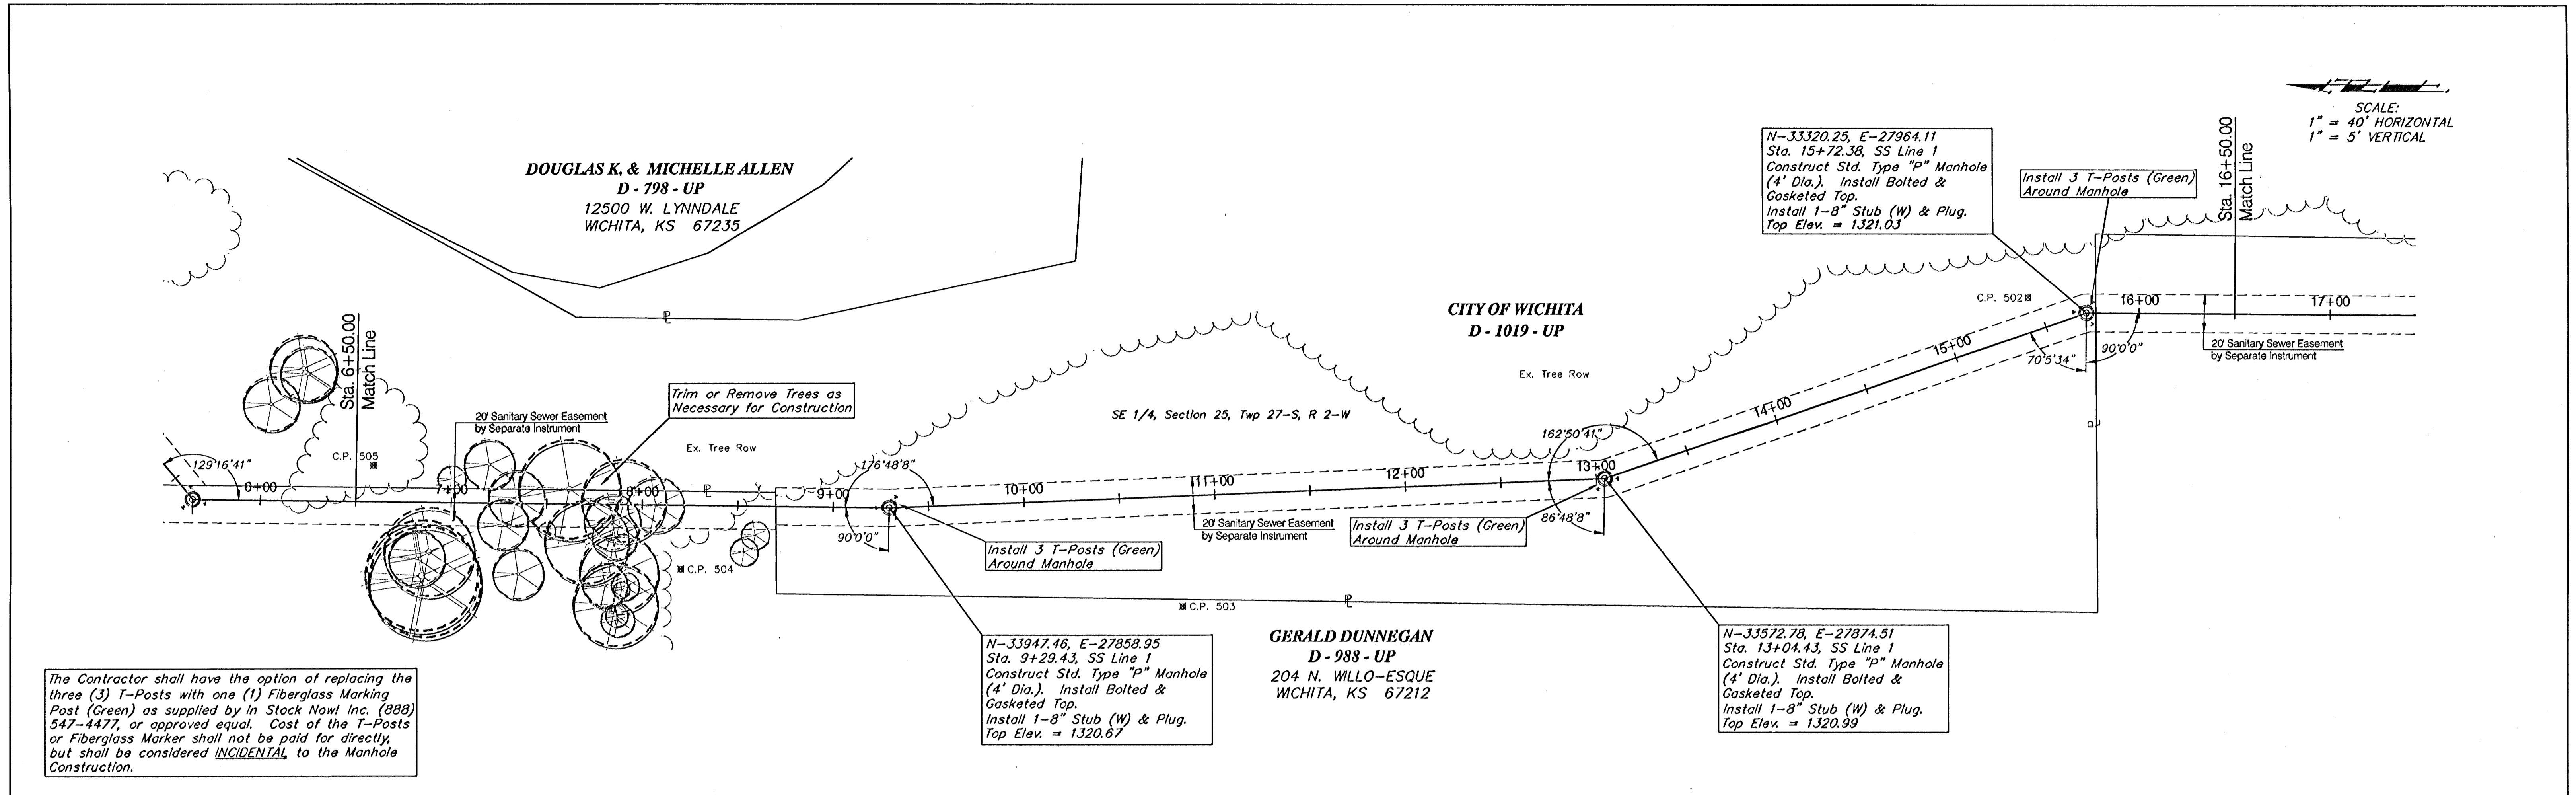 SCALE:
1" = 40' HORIZONTAL
1" = 5' VERTICAL
DOUGLAS K. & MICHELLE ALLEN
D - 798 - UP
12500 W. LYNNDALE
WICHITA, KS 67235
N-33320.25, E-27964.11
Sta. 15+72.38, SS Line 1
Construct Std. Type "P" Manhole
(4' Dia.). Install Bolted &
Gasketed Top.
Install 1-8" Stub (W) & Plug.
Top Elev. = 1321.03
Install 3 T-Posts (Green)
Around Manhole
Sta. 16+50.00
Match Line
CITY OF WICHITA
D - 1019 - UP
Ex. Tree Row
C.P. 502
16+00
17+00
90°0'0"
70°5'34"
20' Sanitary Sewer Easement
by Separate Instrument
15+00
14+00
Sta. 6+50.00
Match Line
Trim or Remove Trees as
Necessary for Construction
20' Sanitary Sewer Easement
by Separate Instrument
Ex. Tree Row
SE 1/4, Section 25, Twp 27-S, R 2-W
C.P. 505
129°16'41"
176°48'8"
162°50'41"
6+00
7+00
8+00
9+00
10+00
11+00
12+00
13+00
90°0'0"
86°48'8"
20' Sanitary Sewer Easement
by Separate Instrument
Install 3 T-Posts (Green)
Around Manhole
Install 3 T-Posts (Green)
Around Manhole
C.P. 504
C.P. 503
N-33947.46, E-27858.95
Sta. 9+29.43, SS Line 1
Construct Std. Type "P" Manhole
(4' Dia.). Install Bolted &
Gasketed Top.
Install 1-8" Stub (W) & Plug.
Top Elev. = 1320.67
GERALD DUNNEGAN
D - 988 - UP
204 N. WILLO-ESQUE
WICHITA, KS 67212
N-33572.78, E-27874.51
Sta. 13+04.43, SS Line 1
Construct Std. Type "P" Manhole
(4' Dia.). Install Bolted &
Gasketed Top.
Install 1-8" Stub (W) & Plug.
Top Elev. = 1320.99
The Contractor shall have the option of replacing the
three (3) T-Posts with one (1) Fiberglass Marking
Post (Green) as supplied by In Stock Now! Inc. (888)
547-4477, or approved equal. Cost of the T-Posts
or Fiberglass Marker shall not be paid for directly,
but shall be considered INCIDENTAL to the Manhole
Construction.